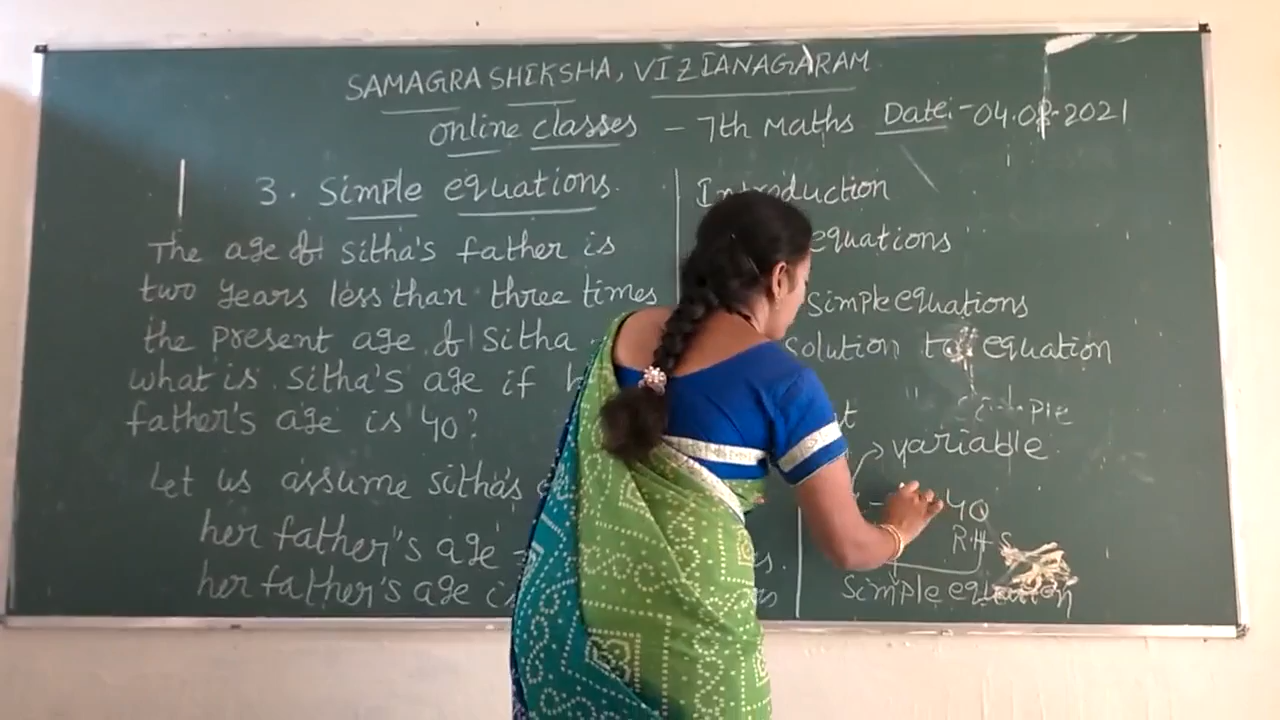 SAMAGRA SHIKSHA, VIZIANAGARAM
online classes - 7th Maths Date:- 04.08.2021
3. Simple equations.
The age of Sitha's father is
two years less than three times
the present age of Sitha
what is Sitha's age if
father's age is 40?
Let us assume Sitha's
her father's age
her father's age is
Introduction
equations
Simple equations
solution to equation
variable
40
R.H.S
Simple equation